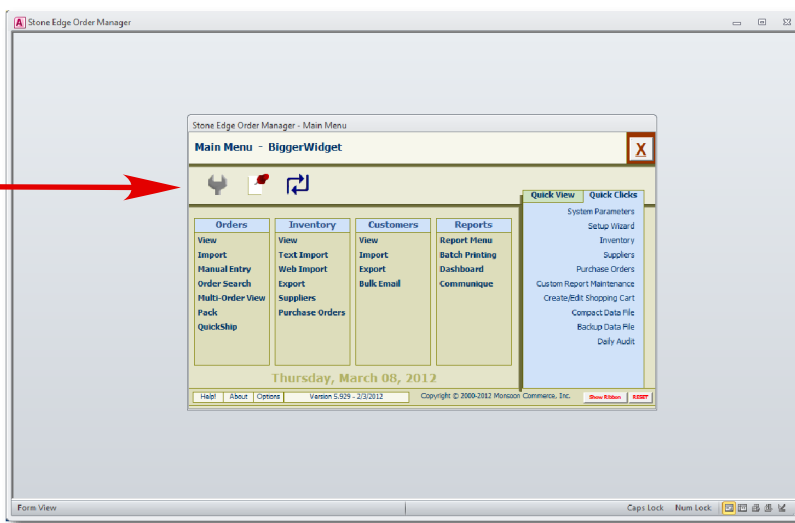 Stone Edge Order Manager
Stone Edge Order Manager - Main Menu
Main Menu - BiggerWidget
X
Quick View Quick Clicks
Orders
View
Import
Manual Entry
Order Search
Multi-Order View
Pack
QuickShip
Inventory
View
Text Import
Web Import
Export
Suppliers
Purchase Orders
Customers
View
Import
Export
Bulk Email
Reports
Report Menu
Batch Printing
Dashboard
Communique
System Parameters
Setup Wizard
Inventory
Suppliers
Purchase Orders
Custom Report Maintenance
Create/Edit Shopping Cart
Compact Data File
Backup Data File
Daily Audit
Thursday, March 08, 2012
Help! About Options Version 5.929 - 2/3/2012 Copyright © 2000-2012 Monsoon Commerce, Inc. Show Ribbon RESET
Form View Caps Lock Num Lock